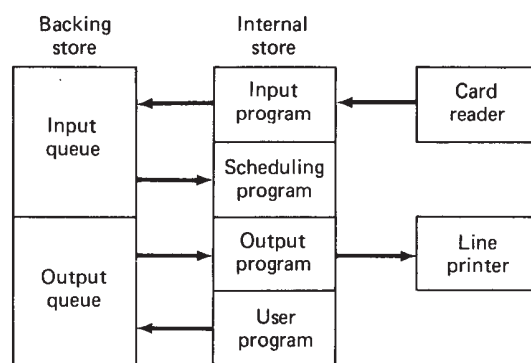 Backing
store
Internal
store
Input
queue
Input
program
Card
reader
Scheduling
program
Output
queue
Output
program
Line
printer
User
program